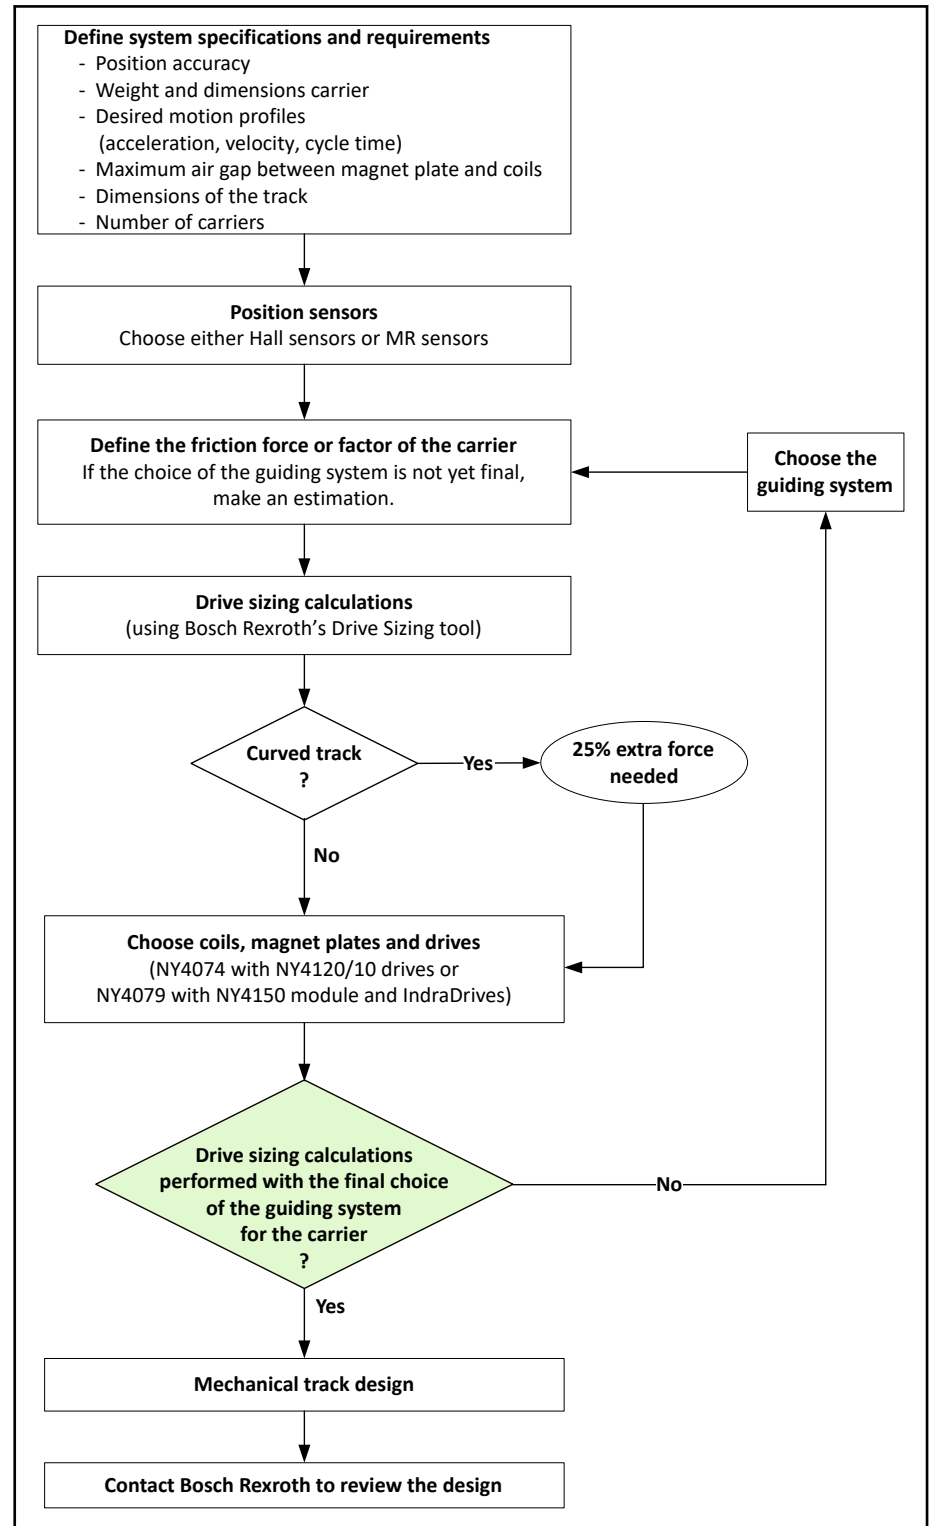 Define system specifications and requirements
- Position accuracy
- Weight and dimensions carrier
- Desired motion profiles
(acceleration, velocity, cycle time)
- Maximum air gap between magnet plate and coils
- Dimensions of the track
- Number of carriers
Position sensors
Choose either Hall sensors or MR sensors
Define the friction force or factor of the carrier
If the choice of the guiding system is not yet final,
make an estimation.
Choose the
guiding system
Drive sizing calculations
(using Bosch Rexroth’s Drive Sizing tool)
Curved track
?
Yes
25% extra force
needed
No
Choose coils, magnet plates and drives
(NY4074 with NY4120/10 drives or
NY4079 with NY4150 module and IndraDrives)
Drive sizing calculations
performed with the final choice
of the guiding system
for the carrier
?
No
Yes
Mechanical track design
Contact Bosch Rexroth to review the design